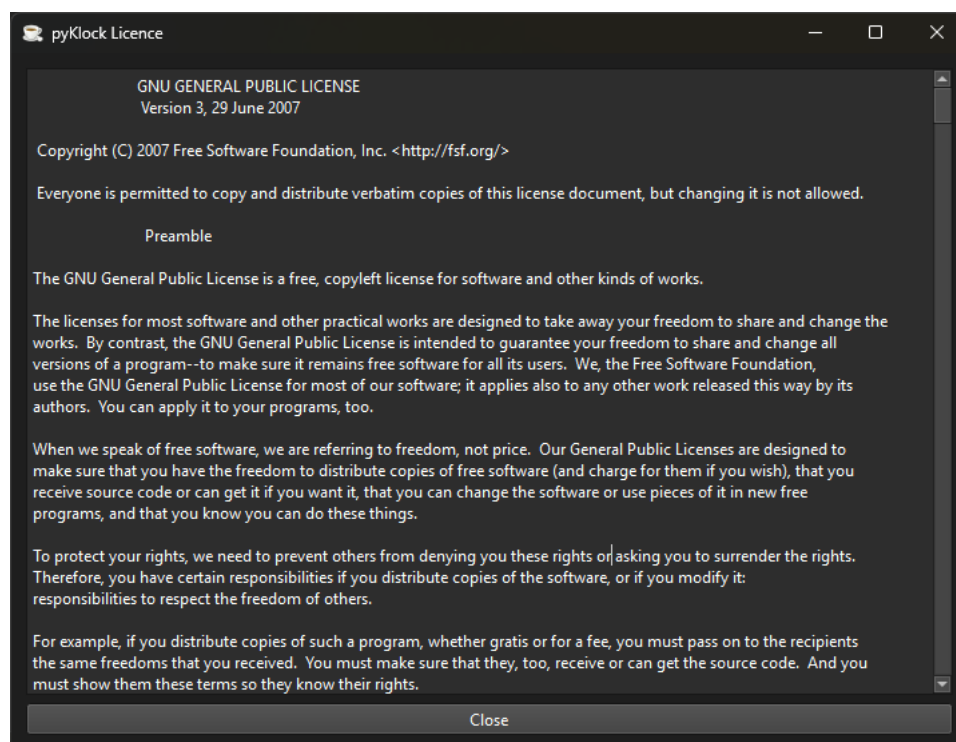 pyKlock Licence
GNU GENERAL PUBLIC LICENSE
Version 3, 29 June 2007
Copyright (C) 2007 Free Software Foundation, Inc. <http://fsf.org/>
Everyone is permitted to copy and distribute verbatim copies of this license document, but changing it is not allowed.
Preamble
The GNU General Public License is a free, copyleft license for software and other kinds of works.
The licenses for most software and other practical works are designed to take away your freedom to share and change the
works.  By contrast, the GNU General Public License is intended to guarantee your freedom to share and change all
versions of a program--to make sure it remains free software for all its users.  We, the Free Software Foundation,
use the GNU General Public License for most of our software; it applies also to any other work released this way by its
authors.  You can apply it to your programs, too.
When we speak of free software, we are referring to freedom, not price.  Our General Public Licenses are designed to
make sure that you have the freedom to distribute copies of free software (and charge for them if you wish), that you
receive source code or can get it if you want it, that you can change the software or use pieces of it in new free
programs, and that you know you can do these things.
To protect your rights, we need to prevent others from denying you these rights or asking you to surrender the rights.
Therefore, you have certain responsibilities if you distribute copies of the software, or if you modify it:
responsibilities to respect the freedom of others.
For example, if you distribute copies of such a program, whether gratis or for a fee, you must pass on to the recipients
the same freedoms that you received.  You must make sure that they, too, receive or can get the source code.  And you
must show them these terms so they know their rights.
Close